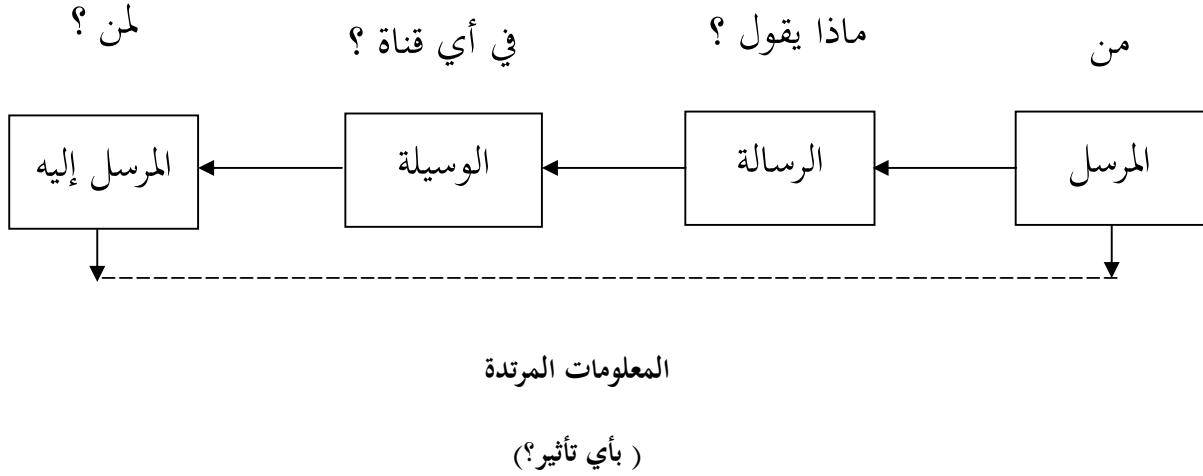 من ماذا يقول ؟ في أي قناة ؟ لمن ؟
المرسل الرسالة الوسيلة المرسل إليه
المعلومات المرتدة
( بأي تأثير؟)